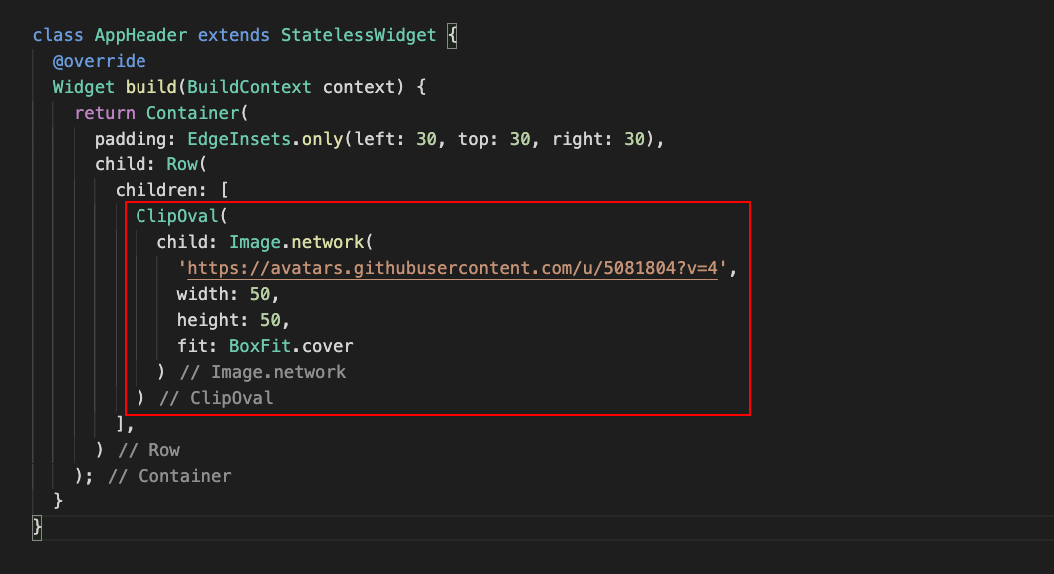 class AppHeader extends StatelessWidget {
  @override
  Widget build(BuildContext context) {
    return Container(
      padding: EdgeInsets.only(left: 30, top: 30, right: 30),
      child: Row(
        children: [
          ClipOval(
            child: Image.network(
              'https://avatars.githubusercontent.com/u/5081804?v=4',
              width: 50,
              height: 50,
              fit: BoxFit.cover
            ) // Image.network
          ) // ClipOval
        ],
      ) // Row
    ); // Container
  }
}